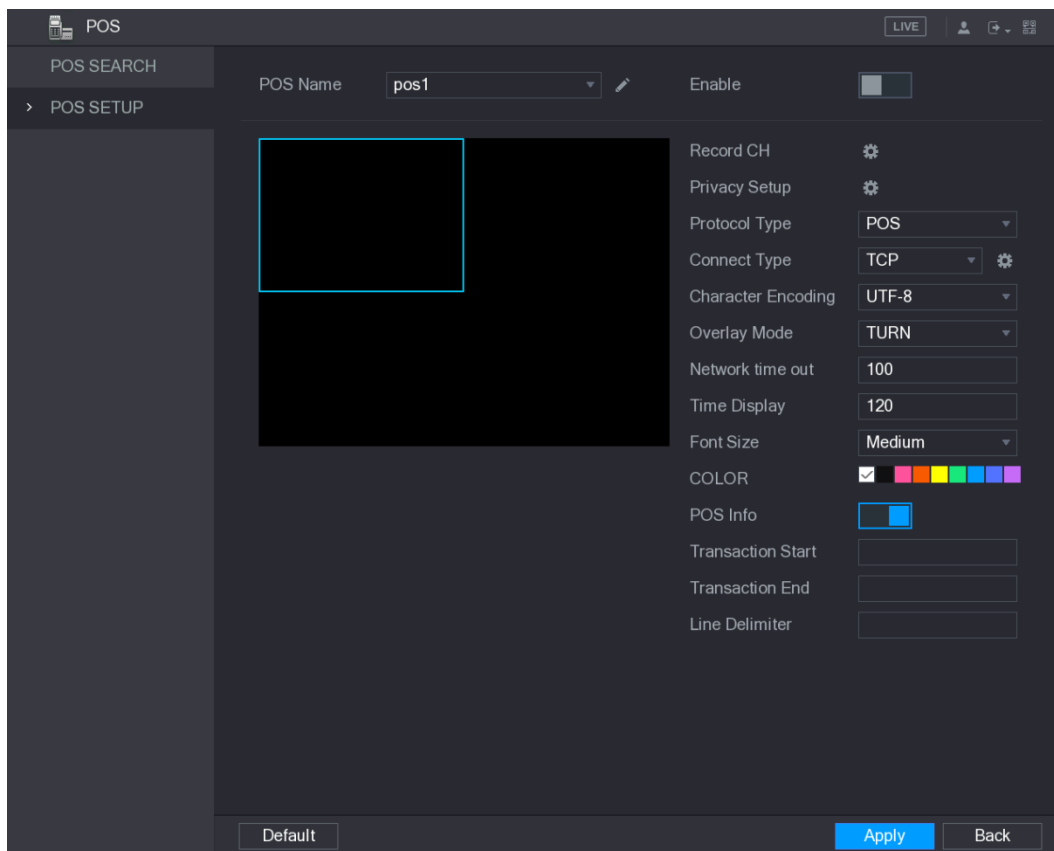 POS
LIVE
POS SEARCH
POS SETUP
POS Name pos1 Enable
Record CH
Privacy Setup
Protocol Type POS
Connect Type TCP
Character Encoding UTF-8
Overlay Mode TURN
Network time out 100
Time Display 120
Font Size Medium
COLOR
POS Info
Transaction Start
Transaction End
Line Delimiter
Default Apply Back